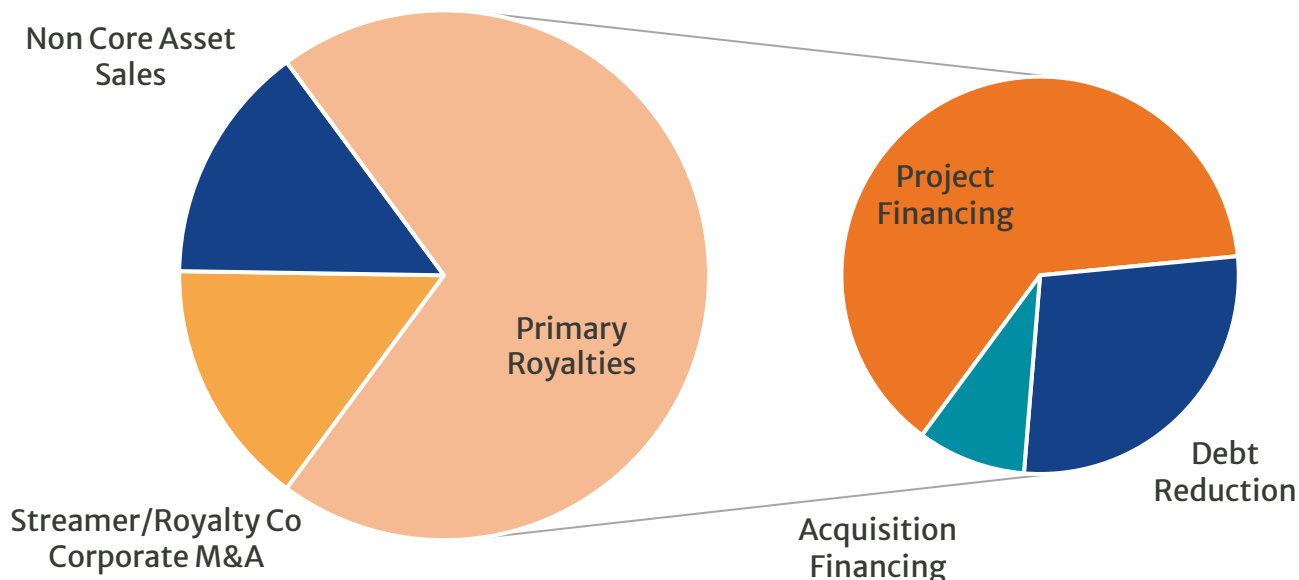 Non Core Asset
Sales
Primary
Royalties
Streamer/Royalty Co
Corporate M&A
Project
Financing
Debt
Reduction
Acquisition
Financing